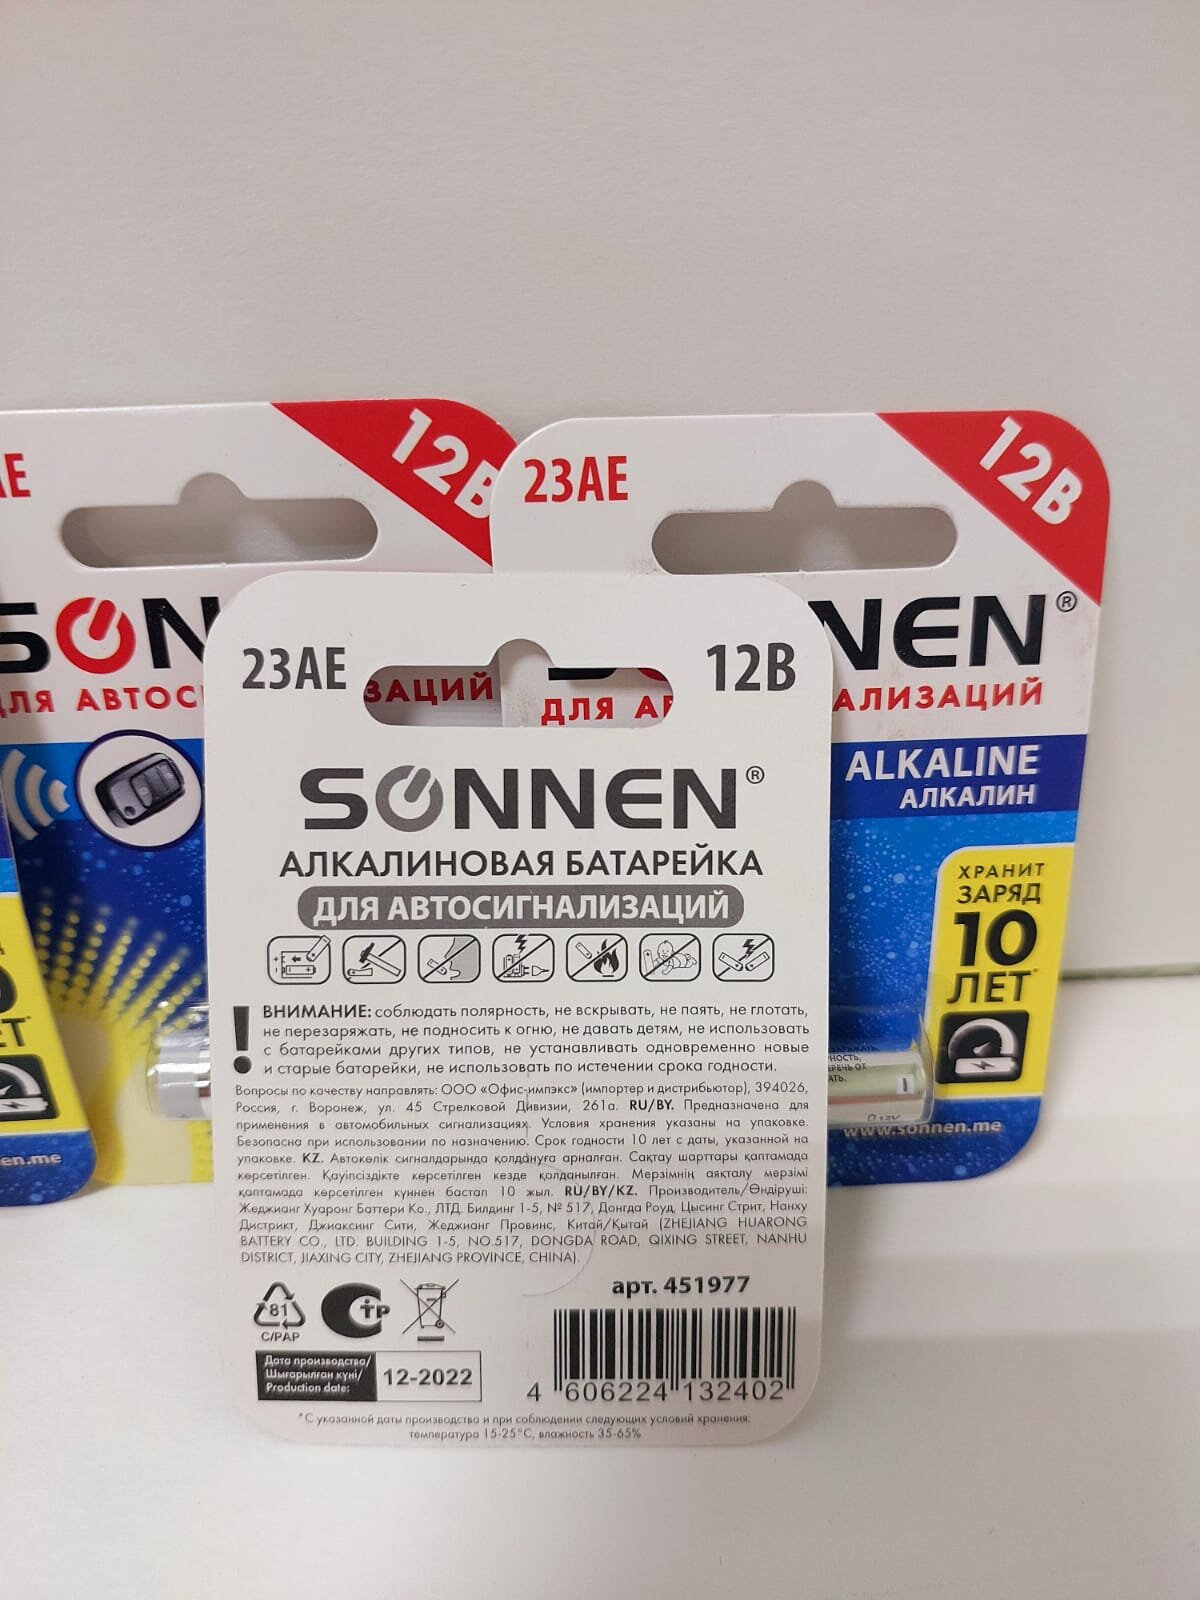 12В
23АЕ
12В
SONNEN®
АЛИЗАЦИЙ
ALKALINE
АЛКАЛИН
ХРАНИТ
ЗАРЯД
10
ЛЕТ*
www.sonnen.me
23АЕ
12В
ЗАЦИЙ
ДЛЯ
SONNEN®
АЛКАЛИНОВАЯ БАТАРЕЙКА
ДЛЯ АВТОСИГНАЛИЗАЦИЙ
! ВНИМАНИЕ: соблюдать полярность, не вскрывать, не паять, не глотать,
не перезаряжать, не подносить к огню, не давать детям, не использовать
с батарейками других типов, не устанавливать одновременно новые
и старые батарейки, не использовать по истечении срока годности.
Вопросы по качеству направлять: ООО «Офис-импэкс» (импортер и дистрибьютор), 394026,
Россия, г. Воронеж, ул. 45 Стрелковой Дивизии, 261а. RU/BY. Предназначена для
применения в автомобильных сигнализациях. Условия хранения указаны на упаковке.
Безопасна при использовании по назначению. Срок годности 10 лет с даты, указанной на
упаковке. KZ. Автокөлік сигналдарында қолдануға арналған. Сақтау шарттары қаптамада
көрсетілген. Қауіпсіздікте көрсетілген кезде қолданылған. Мерзімнің аяқталу мерзімі
қаптамада көрсетілген күннен бастап 10 жыл. RU/BY/KZ. Производитель/Өндіруші:
Жеджианг Хуаронг Баттери Ко., ЛТД. Билдинг 1-5, № 517, Донгда Роуд, Цысинг Стрит, Нанху
Дистрикт, Джиаксинг Сити, Жеджианг Провинс, Китай/Қытай (ZHEJIANG HUARONG
BATTERY CO., LTD. BUILDING 1-5, NO.517, DONGDA ROAD, QIXING STREET, NANHU
DISTRICT, JIAXING CITY, ZHEJIANG PROVINCE, CHINA).
арт. 451977
81
C/PAP
СТР
Дата производства/
Шығарылған күні/
Production date:
12-2022
4 606224 132402
*С указанной даты производства и при соблюдении следующих условий хранения:
температура 15-25°С, влажность 35-65%